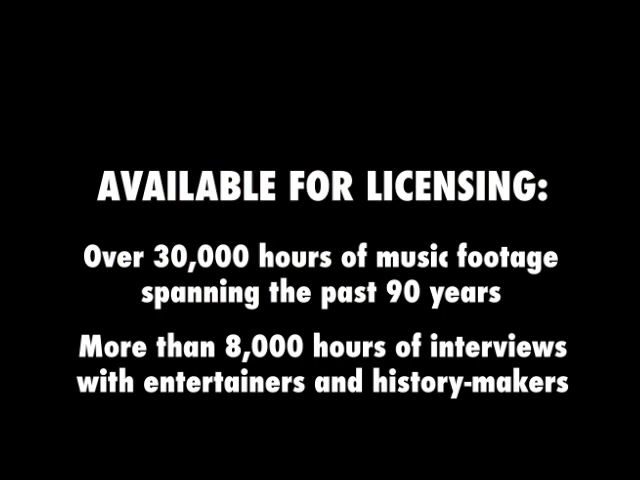 AVAILABLE FOR LICENSING:
Over 30,000 hours of music footage
spanning the past 90 years
More than 8,000 hours of interviews
with entertainers and history-makers